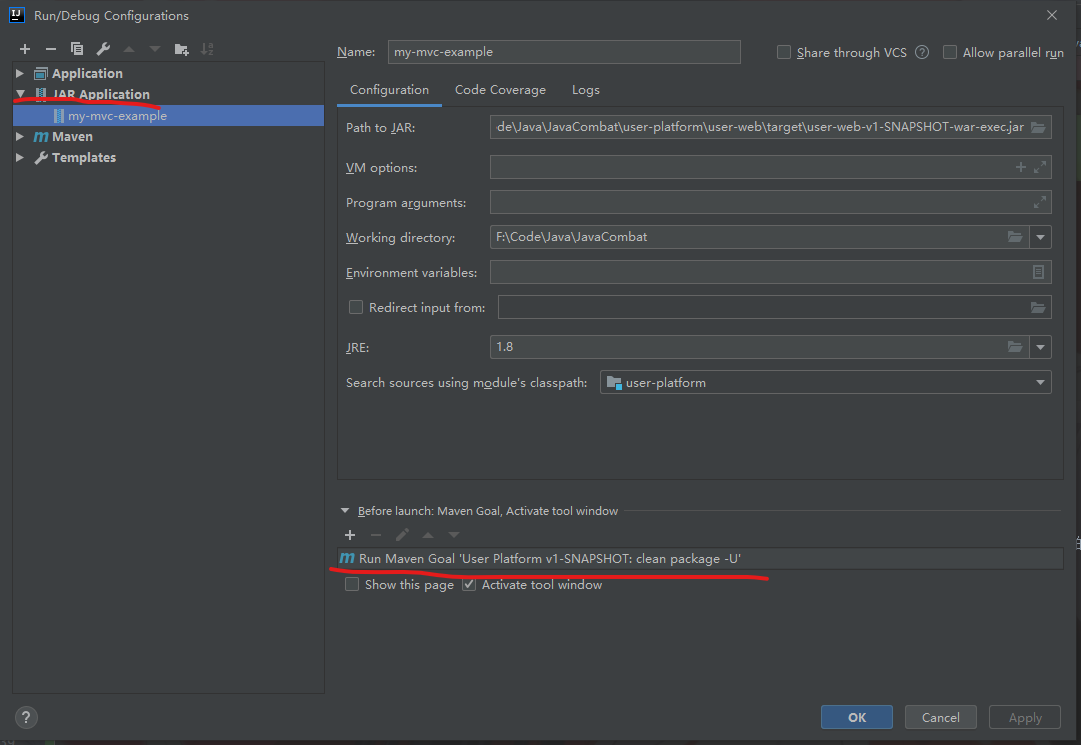 Run/Debug Configurations
Name: my-mvc-example
Share through VCS ? Allow parallel run
Application
JAR Application
my-mvc-example
Maven
Templates
Configuration Code Coverage Logs
Path to JAR: de\Java\JavaCombat\user-platform\user-web\target\user-web-v1-SNAPSHOT-war-exec.jar
VM options:
Program arguments:
Working directory: F:\Code\Java\JavaCombat
Environment variables:
Redirect input from:
JRE: 1.8
Search sources using module's classpath: user-platform
Before launch: Maven Goal, Activate tool window
Run Maven Goal 'User Platform v1-SNAPSHOT: clean package -U'
Show this page Activate tool window
? OK Cancel Apply